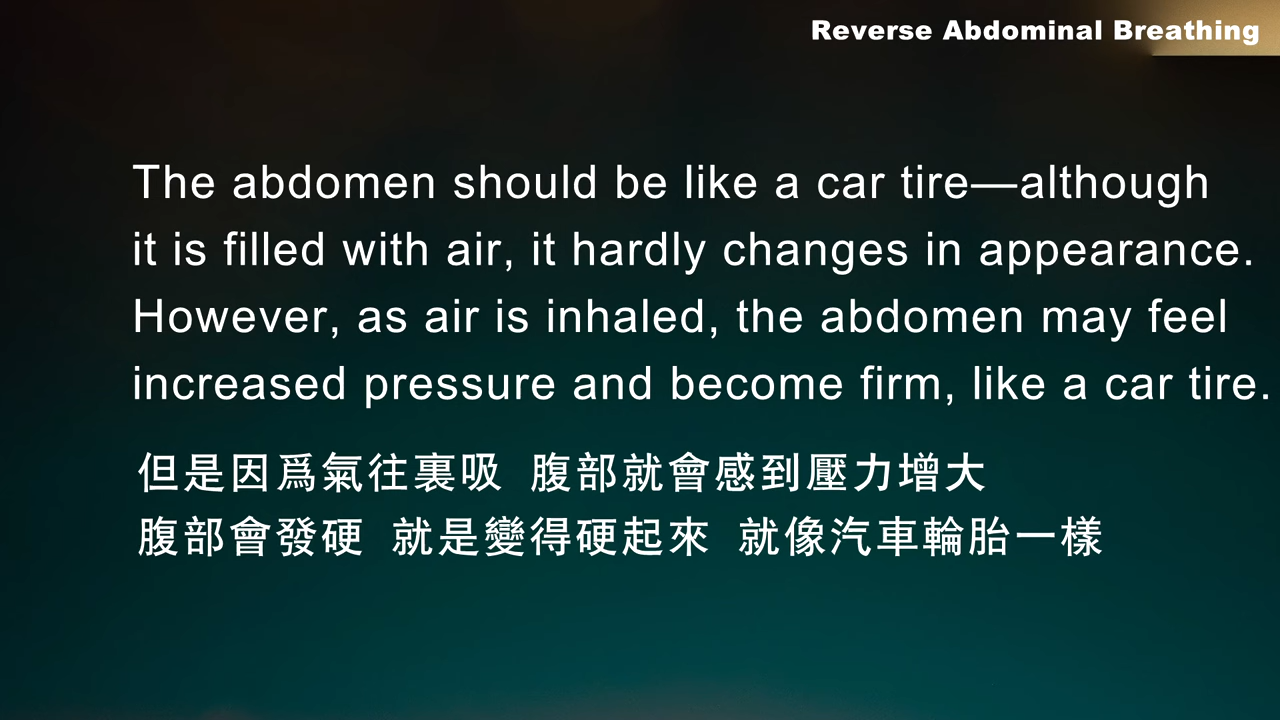 Reverse Abdominal Breathing
The abdomen should be like a car tire—although
it is filled with air, it hardly changes in appearance.
However, as air is inhaled, the abdomen may feel
increased pressure and become firm, like a car tire.
但是因爲氣往裏吸 腹部就會感到壓力增大
腹部會發硬 就是變得硬起來 就像汽車輪胎一樣